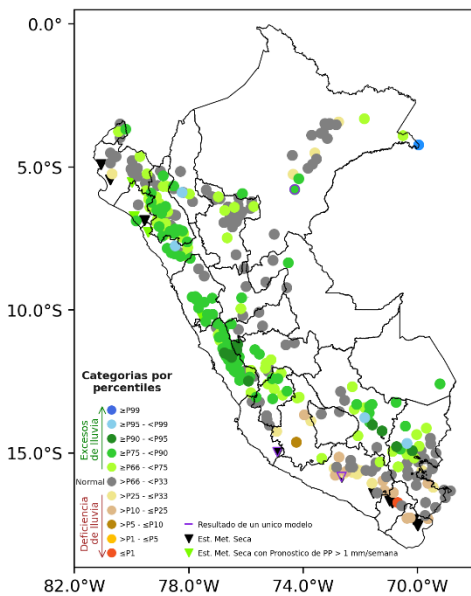 0.0°
5.0°S
10.0°S
15.0°S
82.0°W
78.0°W
74.0°W
70.0°W
Categorias por
percentiles
Excesos
de lluvia
Normal
Deficiencia
de lluvia
≥P99
≥P95 - <P99
≥P90 - <P95
≥P75 - <P90
≥P66 - <P75
>P66 - <P33
>P25 - ≤P33
>P10 - ≤P25
>P5 - ≤P10
>P1 - ≤P5
≤P1
Resultado de un unico modelo
Est. Met. Seca
Est. Met. Seca con Pronostico de PP > 1 mm/semana